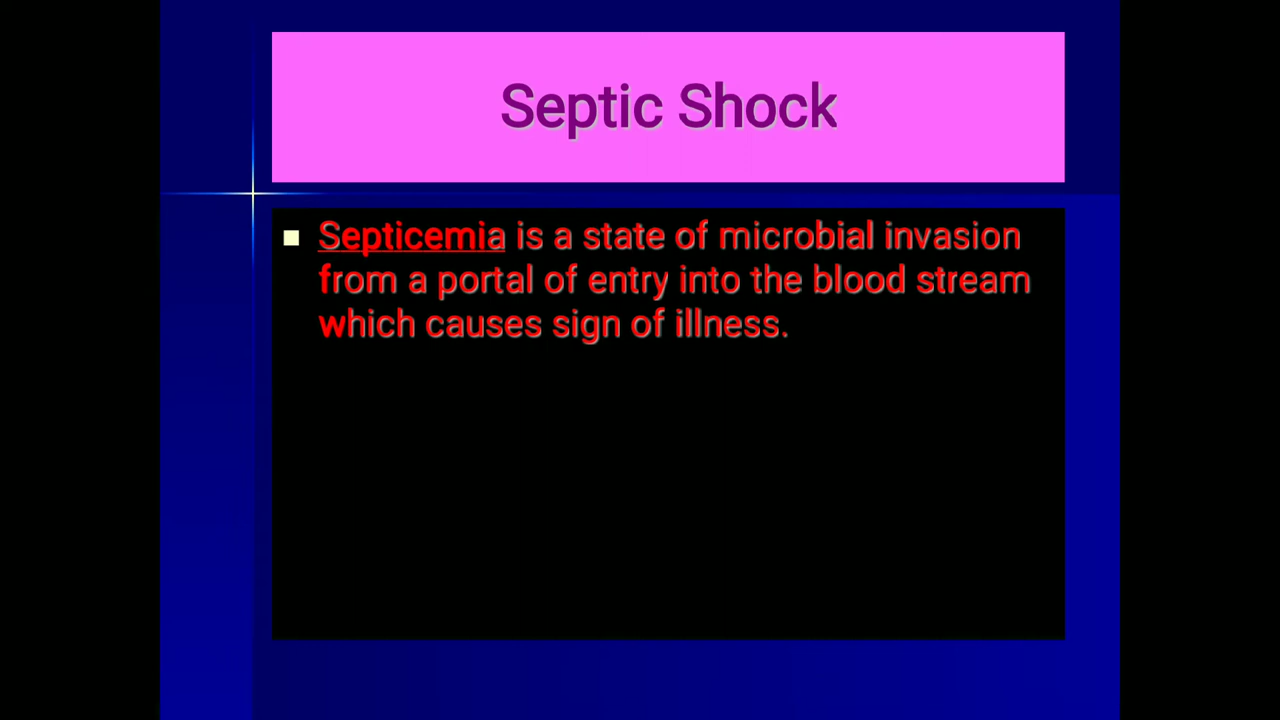 Septic Shock
Septicemia is a state of microbial invasion
from a portal of entry into the blood stream
which causes sign of illness.